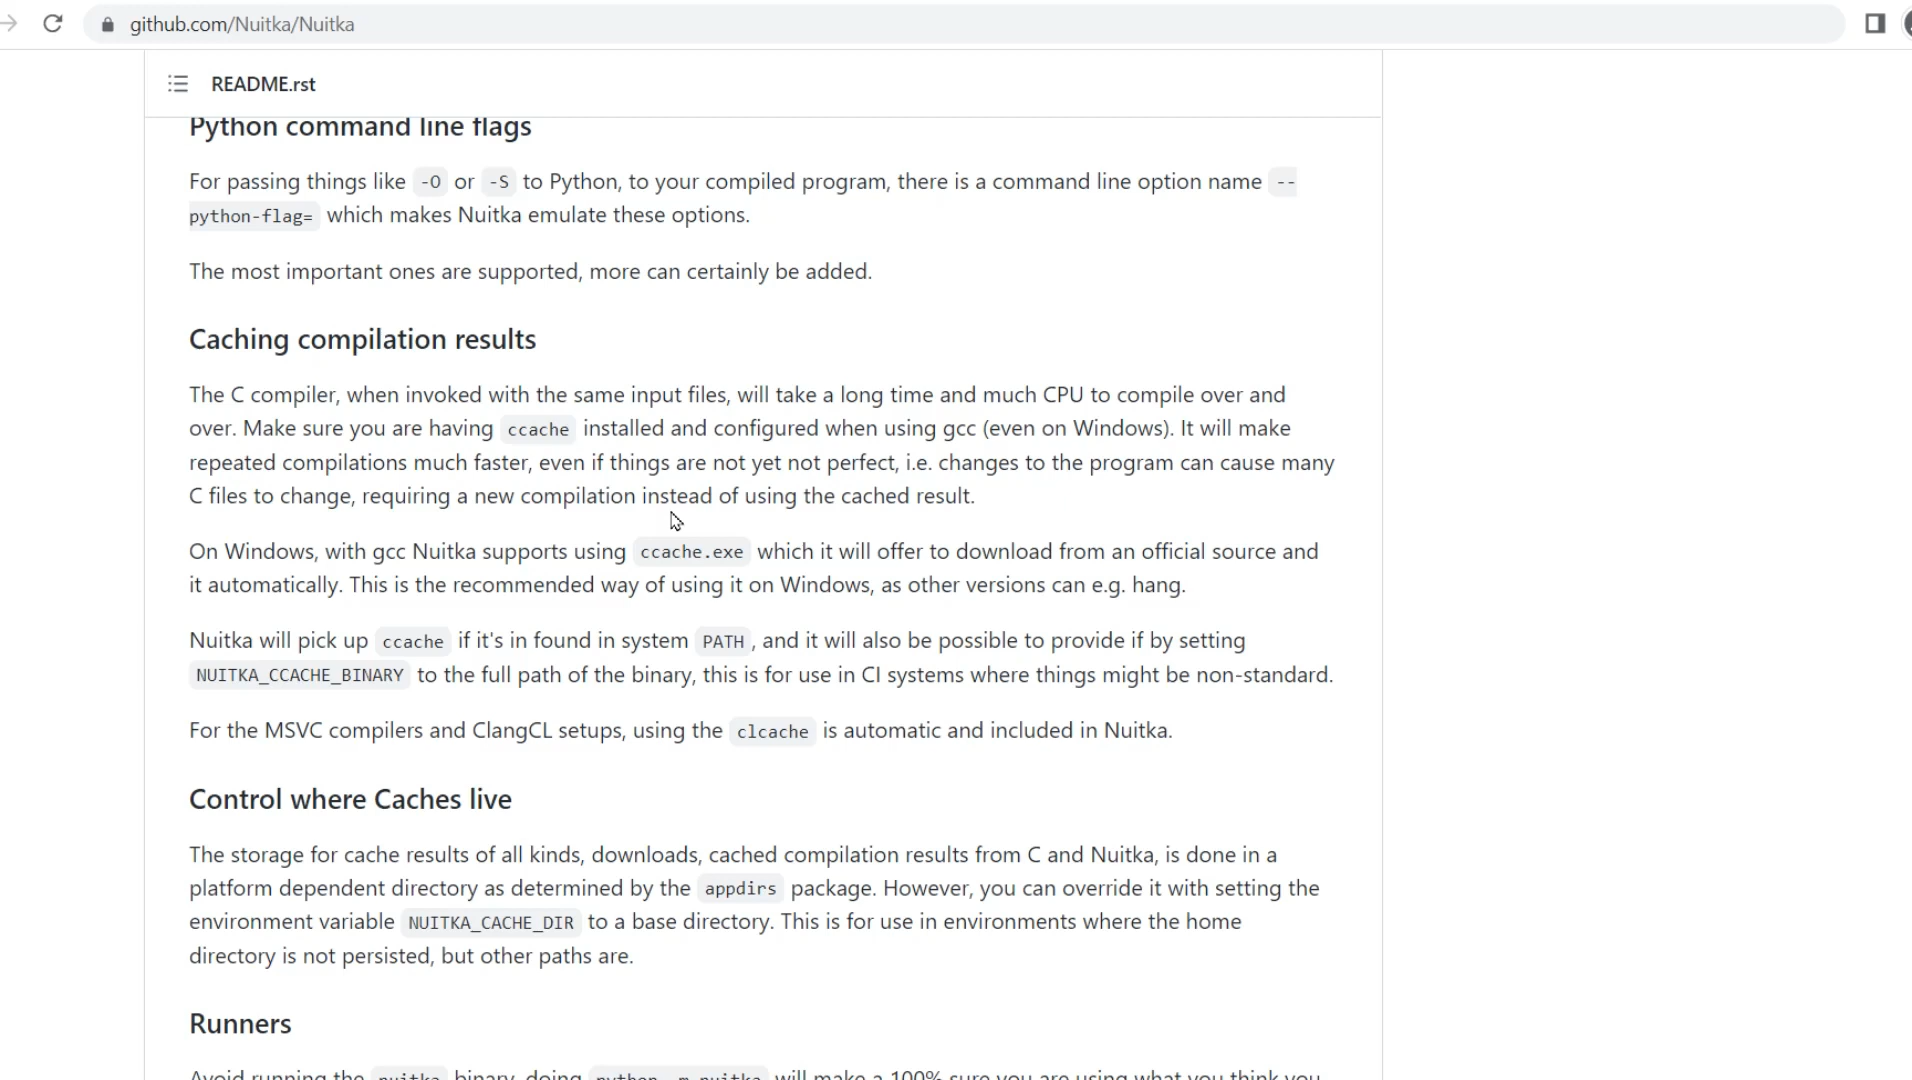 github.com/Nuitka/Nuitka
README.rst
Python command line flags
For passing things like -O or -S to Python, to your compiled program, there is a command line option name --
python-flag= which makes Nuitka emulate these options.
The most important ones are supported, more can certainly be added.
Caching compilation results
The C compiler, when invoked with the same input files, will take a long time and much CPU to compile over and
over. Make sure you are having ccache installed and configured when using gcc (even on Windows). It will make
repeated compilations much faster, even if things are not yet not perfect, i.e. changes to the program can cause many
C files to change, requiring a new compilation instead of using the cached result.
On Windows, with gcc Nuitka supports using ccache.exe which it will offer to download from an official source and
it automatically. This is the recommended way of using it on Windows, as other versions can e.g. hang.
Nuitka will pick up ccache if it's in found in system PATH, and it will also be possible to provide if by setting
NUITKA_CCACHE_BINARY to the full path of the binary, this is for use in CI systems where things might be non-standard.
For the MSVC compilers and ClangCL setups, using the clcache is automatic and included in Nuitka.
Control where Caches live
The storage for cache results of all kinds, downloads, cached compilation results from C and Nuitka, is done in a
platform dependent directory as determined by the appdirs package. However, you can override it with setting the
environment variable NUITKA_CACHE_DIR to a base directory. This is for use in environments where the home
directory is not persisted, but other paths are.
Runners
Avoid running the nuitka binary, doing python -m nuitka will make a 100% sure you are using what you think you